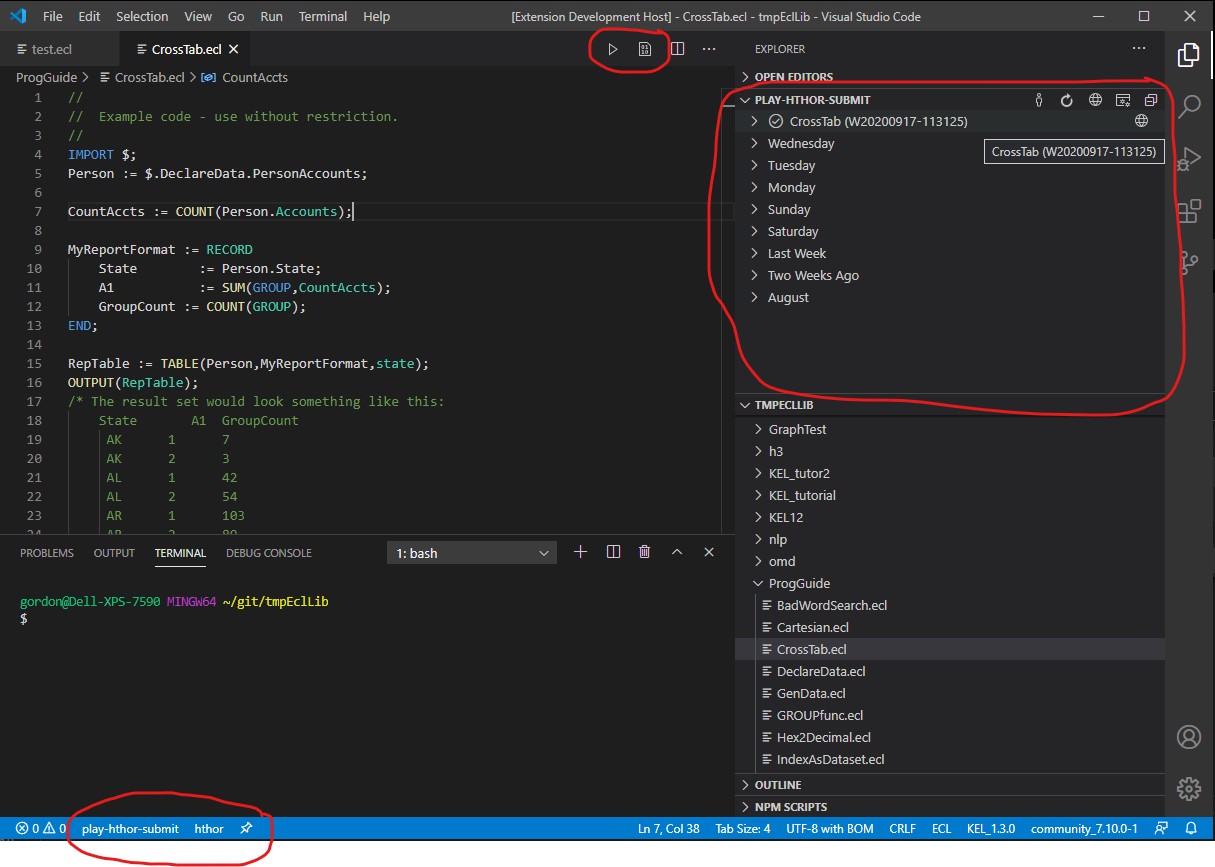 File Edit Selection View Go Run Terminal Help [Extension Development Host] - CrossTab.ecl - tmpEclLib - Visual Studio Code
test.ecl CrossTab.ecl
ProgGuide > CrossTab.ecl > CountAccts
1 //
2 //  Example code - use without restriction.
3 //
4 IMPORT $;
5 Person := $.DeclareData.PersonAccounts;
6
7 CountAccts := COUNT(Person.Accounts);
8
9 MyReportFormat := RECORD
10 State := Person.State;
11 A1 := SUM(GROUP,CountAccts);
12 GroupCount := COUNT(GROUP);
13 END;
14
15 RepTable := TABLE(Person,MyReportFormat,state);
16 OUTPUT(RepTable);
17 /* The result set would look something like this:
18 State A1 GroupCount
19 AK 1 7
20 AK 2 3
21 AL 1 42
22 AL 2 54
23 AR 1 103
24 AR 2 89
PROBLEMS OUTPUT TERMINAL DEBUG CONSOLE 1: bash
gordon@Dell-XPS-7590 MINGW64 ~/git/tmpEclLib
$
EXPLORER
OPEN EDITORS
PLAY-HTHOR-SUBMIT
CrossTab (W20200917-113125)
Wednesday
CrossTab (W20200917-113125)
Tuesday
Monday
Sunday
Saturday
Last Week
Two Weeks Ago
August
TMPECLLIB
GraphTest
h3
KEL_tutor2
KEL_tutorial
KEL12
nlp
omd
ProgGuide
BadWordSearch.ecl
Cartesian.ecl
CrossTab.ecl
DeclareData.ecl
GenData.ecl
GROUPfunc.ecl
Hex2Decimal.ecl
IndexAsDataset.ecl
OUTLINE
NPM SCRIPTS
0 0 play-hthor-submit hthor Ln 7, Col 38 Tab Size: 4 UTF-8 with BOM CRLF ECL KEL_1.3.0 community_7.10.0-1